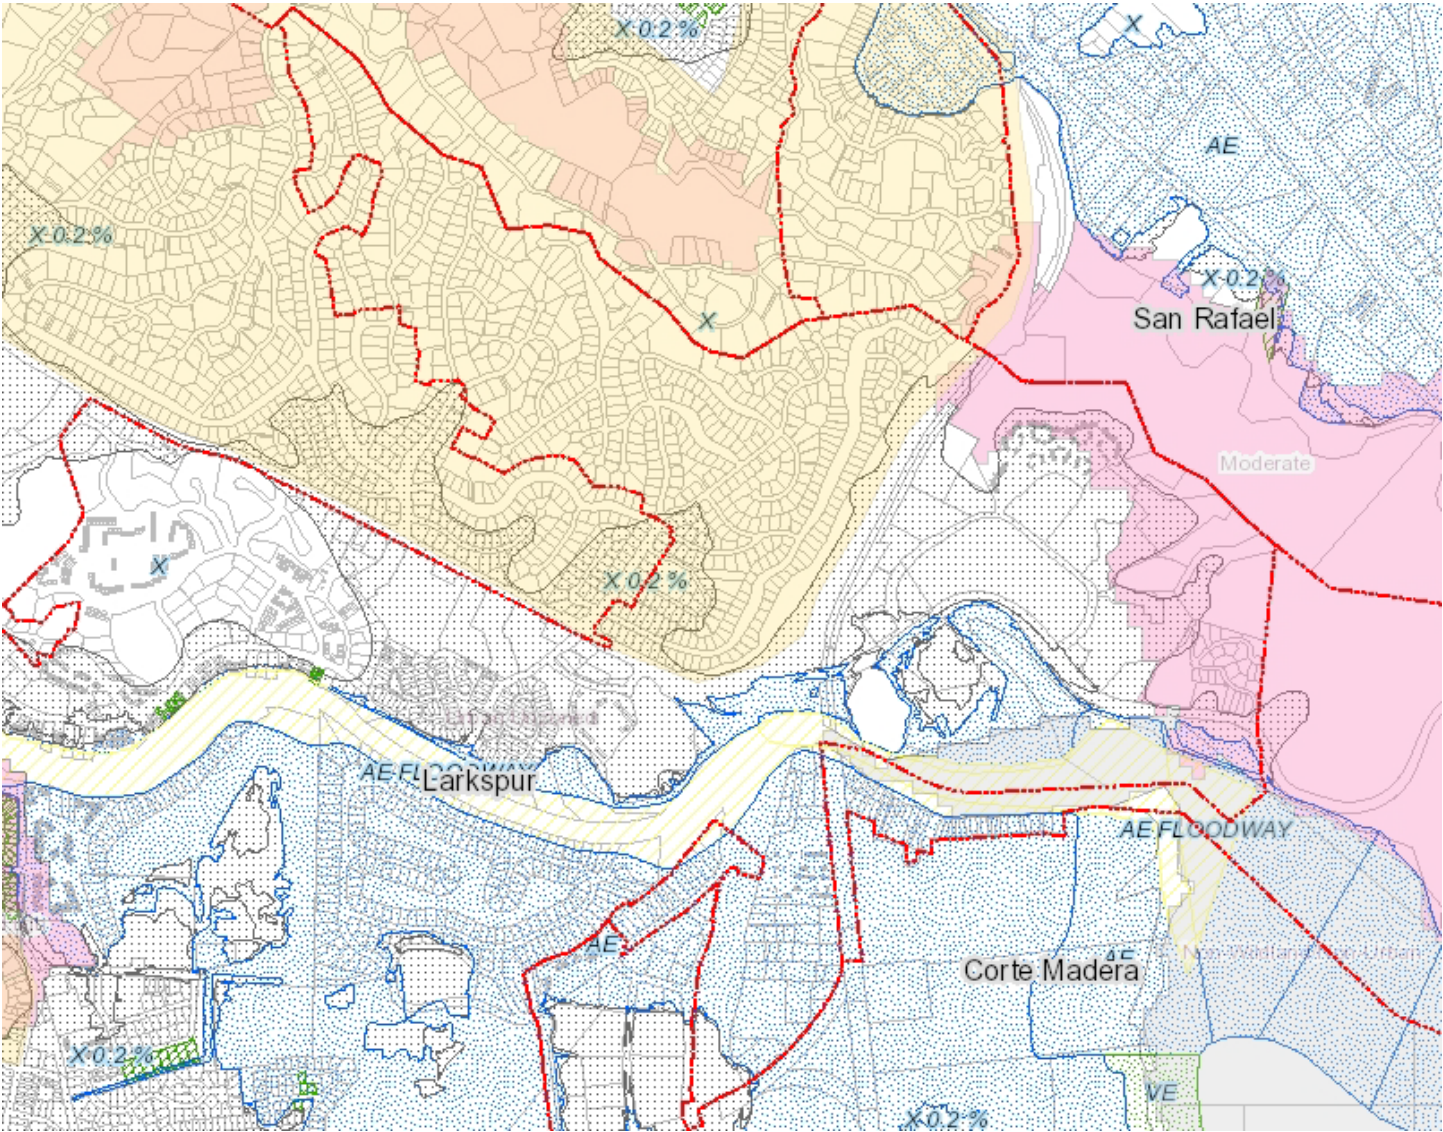 X 0.2 %
X
AE
X 0.2 %
X 0.2 %
San Rafael
X
Moderate
X
X 0.2 %
AE FLOODWAY
Larkspur
AE FLOODWAY
AE
AE
Corte Madera
X 0.2 %
VE
X 0.2 %